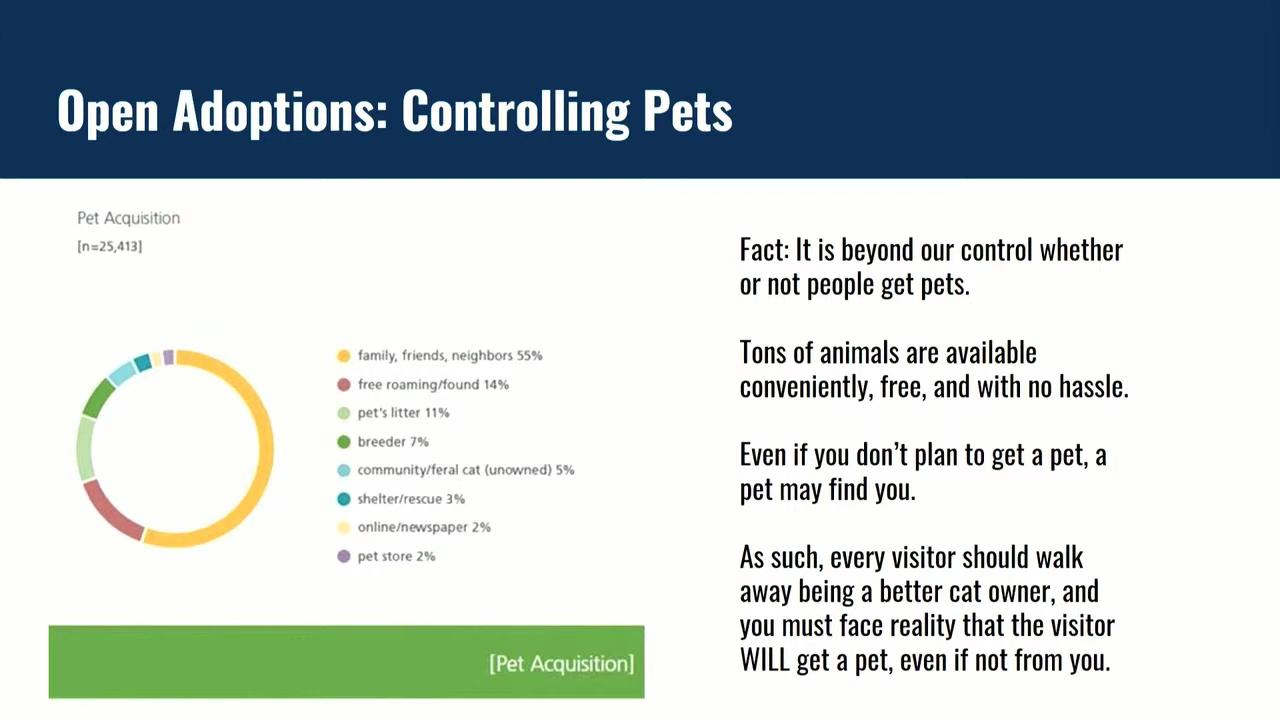 Open Adoptions: Controlling Pets
Pet Acquisition
[n=25,413]
family, friends, neighbors 55%
free roaming/found 14%
pet's litter 11%
breeder 7%
community/feral cat (unowned) 5%
shelter/rescue 3%
online/newspaper 2%
pet store 2%
[Pet Acquisition]
Fact: It is beyond our control whether
or not people get pets.
Tons of animals are available
conveniently, free, and with no hassle.
Even if you don’t plan to get a pet, a
pet may find you.
As such, every visitor should walk
away being a better cat owner, and
you must face reality that the visitor
WILL get a pet, even if not from you.